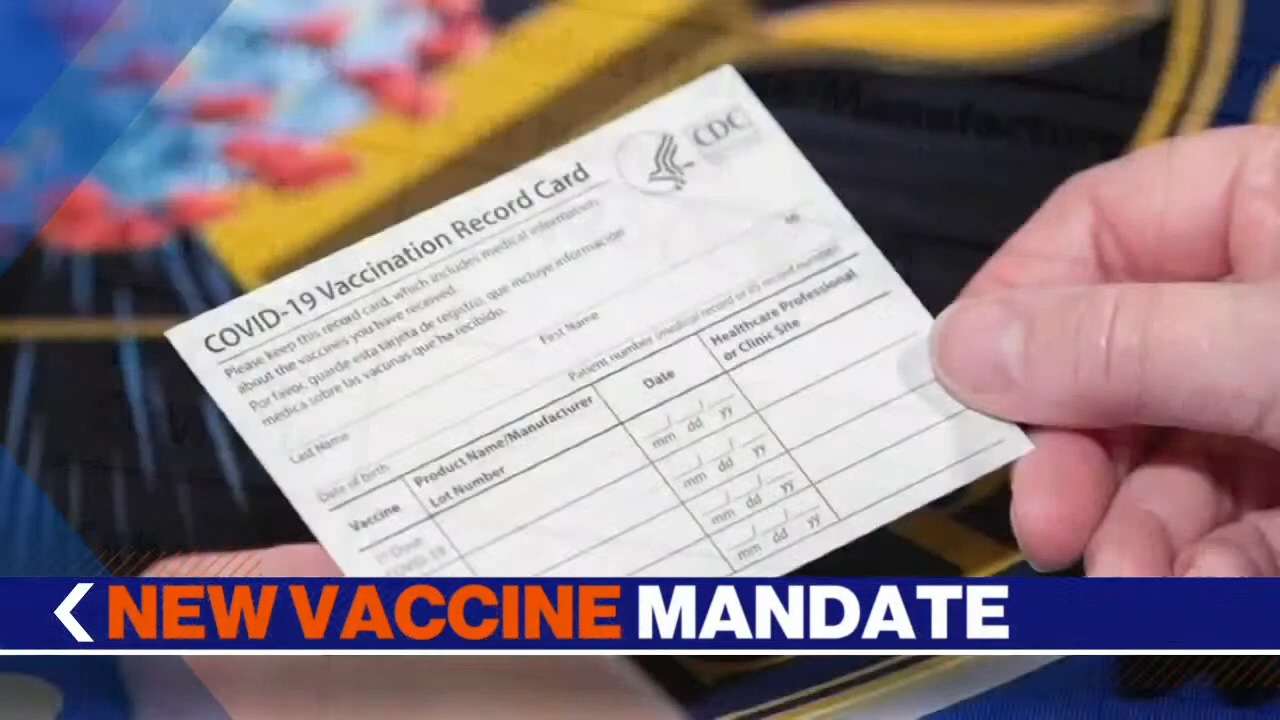 CDC
COVID-19 Vaccination Record Card
Please keep this record card, which includes medical information
about the vaccines you have received.
Por favor, guarde esta tarjeta de registro, que incluye información
médica sobre las vacunas que ha recibido.
Last Name
First Name
MI
Date of birth
Patient number (medical record or IIS record number)
Vaccine
Product Name/Manufacturer
Lot Number
Date
Healthcare Professional
or Clinic Site
mm dd yy
mm dd yy
mm dd yy
mm dd yy
COVID-19
NEW VACCINE MANDATE